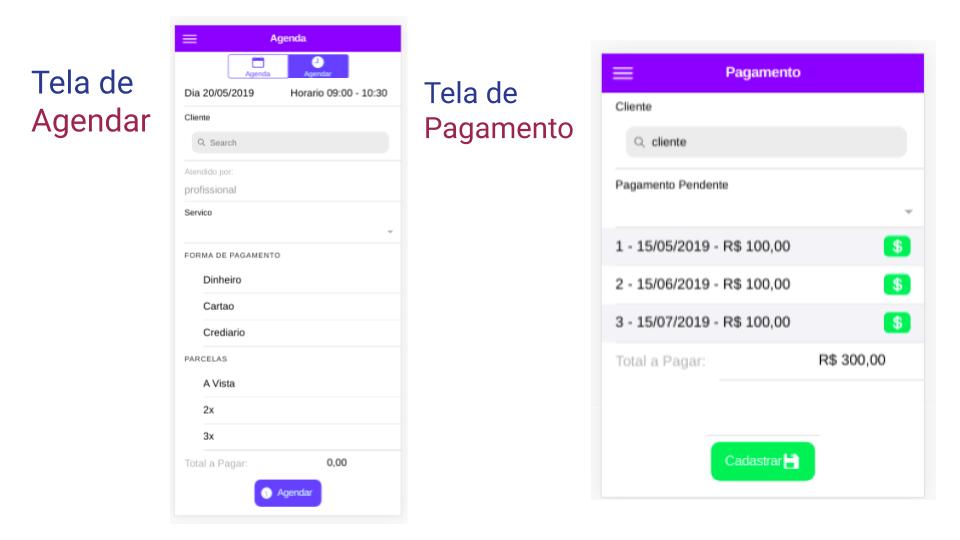 Tela de
Agendar
Agenda
Agenda
Agendar
Dia 20/05/2019
Horario 09:00 - 10:30
Cliente
Search
Atendido por:
profissional
Servico
FORMA DE PAGAMENTO
Dinheiro
Cartao
Crediario
PARCELAS
A Vista
2x
3x
Total a Pagar:
0,00
Agendar
Tela de
Pagamento
Pagamento
Cliente
cliente
Pagamento Pendente
1 - 15/05/2019 - R$ 100,00
$
2 - 15/06/2019 - R$ 100,00
$
3 - 15/07/2019 - R$ 100,00
$
Total a Pagar:
R$ 300,00
Cadastrar